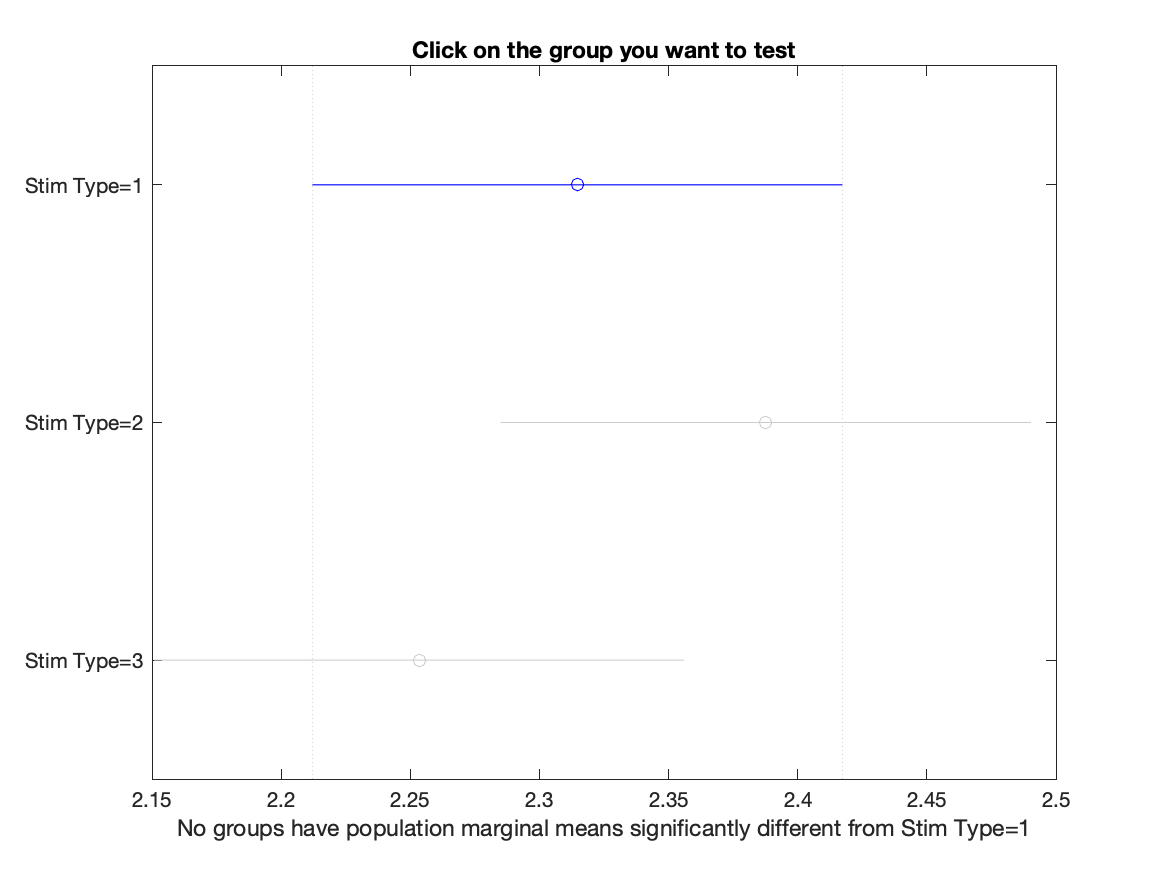 Click on the group you want to test
Stim Type=1
Stim Type=2
Stim Type=3
2.15 2.2 2.25 2.3 2.35 2.4 2.45 2.5
No groups have population marginal means significantly different from Stim Type=1